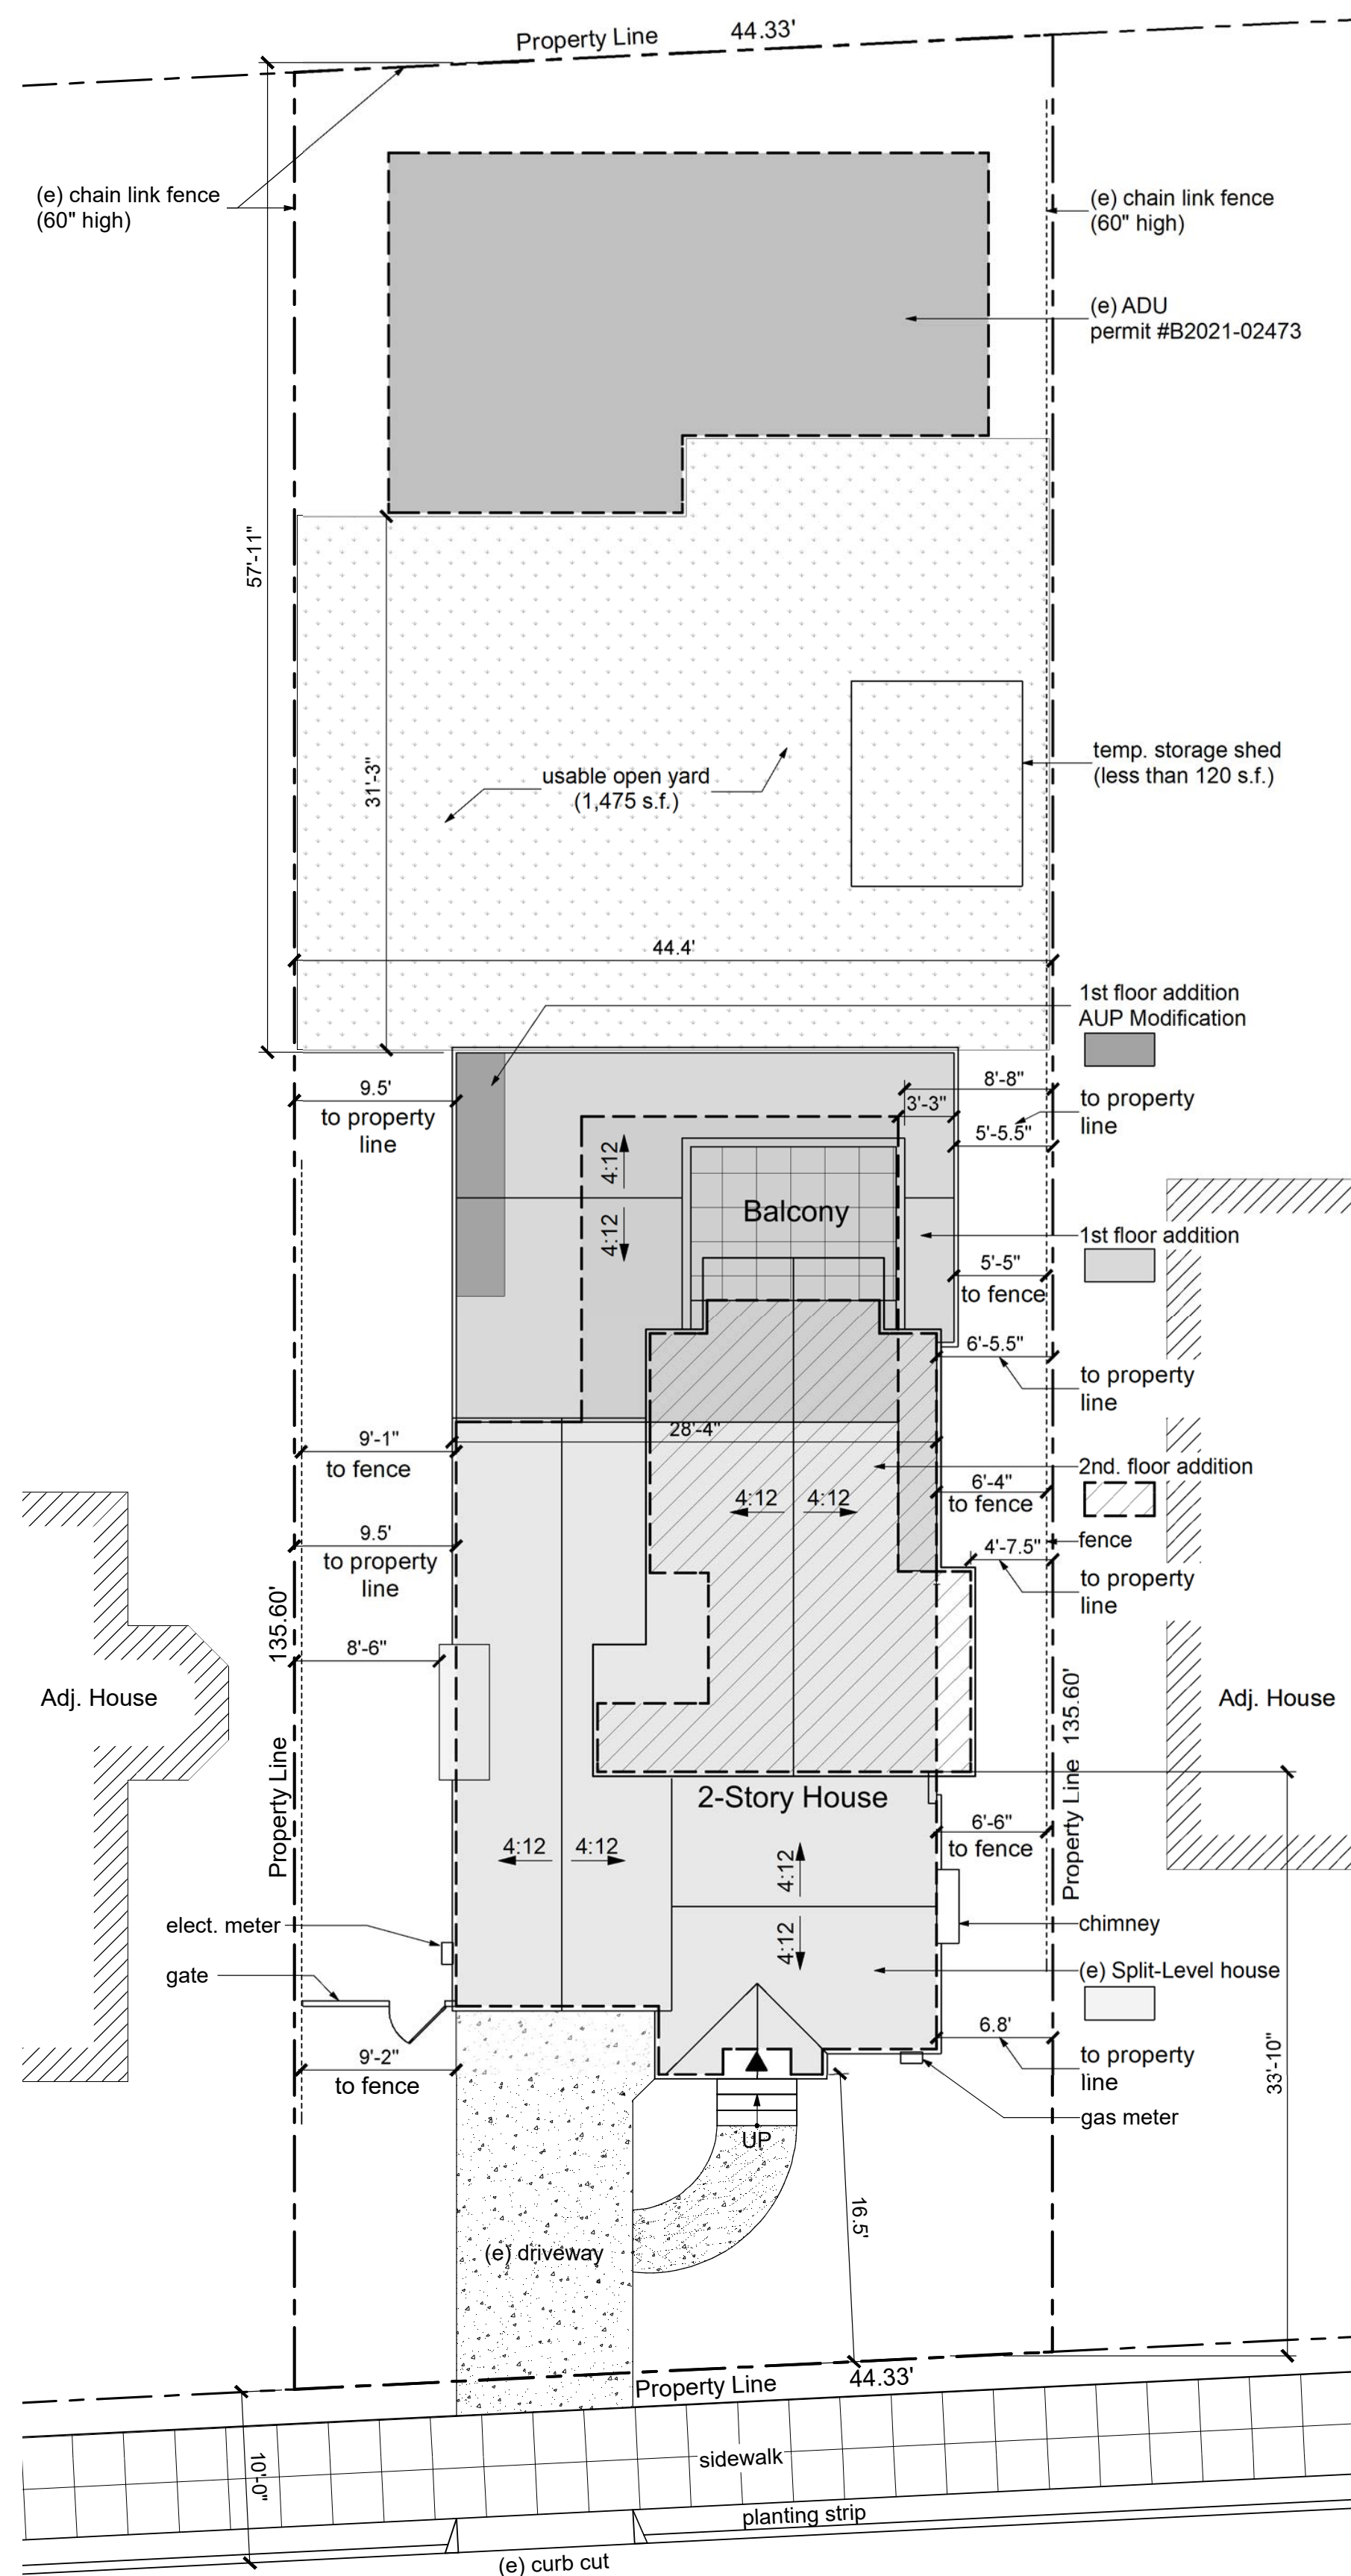 Property Line 44.33'
(e) chain link fence
(60" high)
(e) chain link fence
(60" high)
(e) ADU
permit #B2021-02473
57'-11"
31'-3"
usable open yard
(1,475 s.f.)
temp. storage shed
(less than 120 s.f.)
44.4'
1st floor addition
AUP Modification
9.5'
to property
line
8'-8"
3'-3"
to property
line
5'-5.5"
4:12
4:12
Balcony
1st floor addition
5'-5"
to fence
6'-5.5"
to property
line
28'-4"
9'-1"
to fence
2nd. floor addition
6'-4"
to fence
4:12
4:12
fence
9.5'
to property
line
4'-7.5"
to property
line
135.60'
8'-6"
Adj. House
Adj. House
Property Line 135.60'
Property Line
2-Story House
6'-6"
to fence
4:12
4:12
4:12
4:12
elect. meter
chimney
gate
(e) Split-Level house
6.8'
to property
line
9'-2"
to fence
33'-10"
gas meter
UP
16.5'
(e) driveway
Property Line 44.33'
sidewalk
10'-0"
planting strip
(e) curb cut